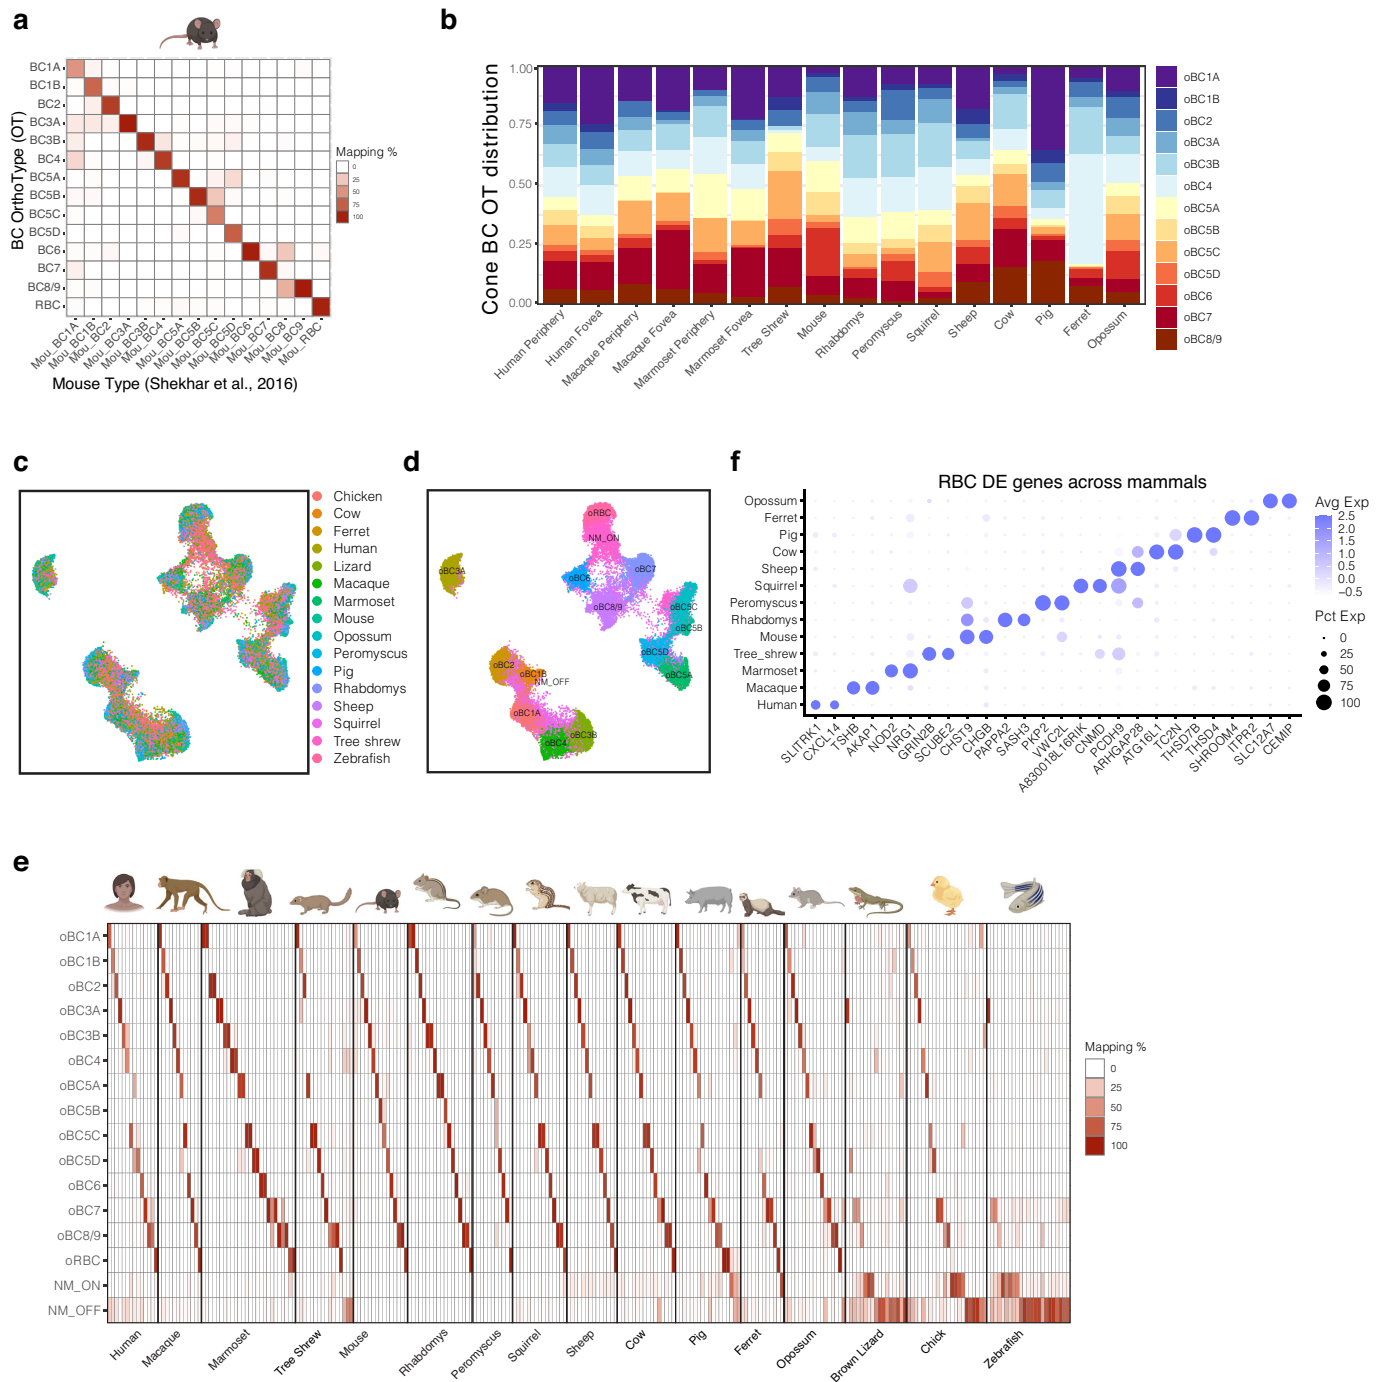 a
BC OrthoType (OT)
BC1A
BC1B
BC2
BC3A
BC3B
BC4
BC5A
BC5B
BC5C
BC5D
BC6
BC7
BC8/9
RBC
Mou_BC1A
Mou_BC1B
Mou_BC2
Mou_BC3A
Mou_BC3B
Mou_BC4
Mou_BC5A
Mou_BC5B
Mou_BC5C
Mou_BC5D
Mou_BC6
Mou_BC7
Mou_BC8
Mou_BC9
Mou_RBC
Mouse Type (Shekhar et al., 2016)
Mapping %
0
25
50
75
100
b
Cone BC OT distribution
1.00
0.75
0.50
0.25
0.00
Human Periphery
Human Fovea
Macaque Periphery
Macaque Fovea
Marmoset Periphery
Marmoset Fovea
Tree Shrew
Mouse
Rhabdomys
Peromyscus
Squirrel
Sheep
Cow
Pig
Ferret
Opossum
oBC1A
oBC1B
oBC2
oBC3A
oBC3B
oBC4
oBC5A
oBC5B
oBC5C
oBC5D
oBC6
oBC7
oBC8/9
c
Chicken
Cow
Ferret
Human
Lizard
Macaque
Marmoset
Mouse
Opossum
Peromyscus
Pig
Rhabdomys
Sheep
Squirrel
Tree shrew
Zebrafish
d
oRBC
NM_ON
oBC3A
oBC6
oBC7
oBC8/9
oBC5C
oBC5B
oBC5D
oBC5A
oBC2
oBC1B
NM_OFF
oBC1A
oBC3B
oBC4
f
RBC DE genes across mammals
Opossum
Ferret
Pig
Cow
Sheep
Squirrel
Peromyscus
Rhabdomys
Mouse
Tree_shrew
Marmoset
Macaque
Human
SLITRK1
CXCL14
TSHB
AKAP1
NOD2
NRG1
GRIN2B
SCUBE2
CHST9
CHGB
PAPPA2
SASH3
PKP2
VWC2L
A830018L16RIK
CNMD
PCDH9
ARHGAP28
ATG16L1
TC2N
THSD7B
THSD4
SHROOM4
ITPR2
SLC12A7
CEMIP
Avg Exp
2.5
2.0
1.5
1.0
0.5
0.0
−0.5
Pct Exp
0
25
50
75
100
e
oBC1A
oBC1B
oBC2
oBC3A
oBC3B
oBC4
oBC5A
oBC5B
oBC5C
oBC5D
oBC6
oBC7
oBC8/9
oRBC
NM_ON
NM_OFF
Human
Macaque
Marmoset
Tree Shrew
Mouse
Rhabdomys
Peromyscus
Squirrel
Sheep
Cow
Pig
Ferret
Opossum
Brown Lizard
Chick
Zebrafish
Mapping %
0
25
50
75
100